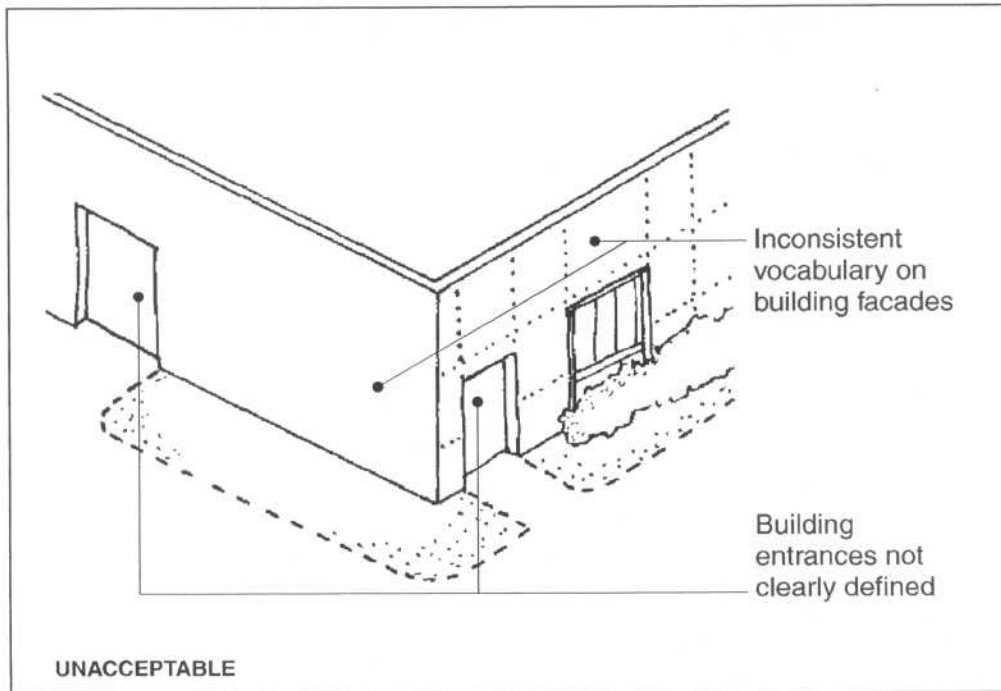 Inconsistent
vocabulary on
building facades
Building
entrances not
clearly defined
UNACCEPTABLE